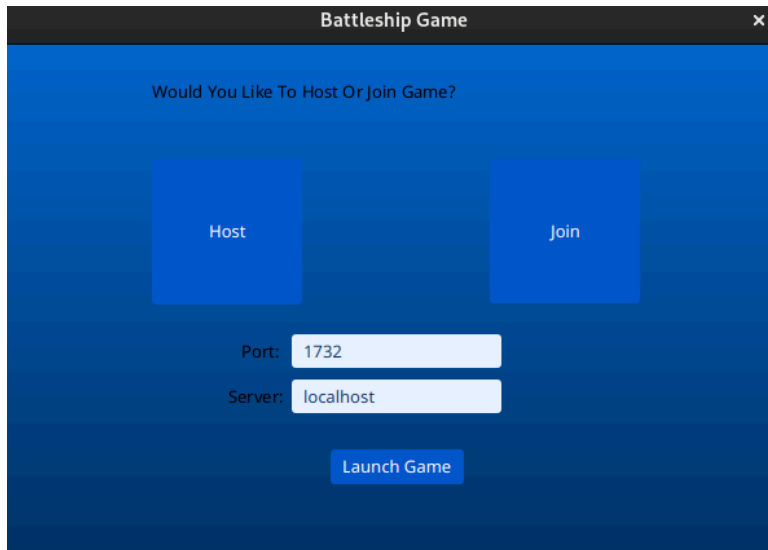 Battleship Game ×
Would You Like To Host Or Join Game?
Host Join
Port: 1732
Server: localhost
Launch Game